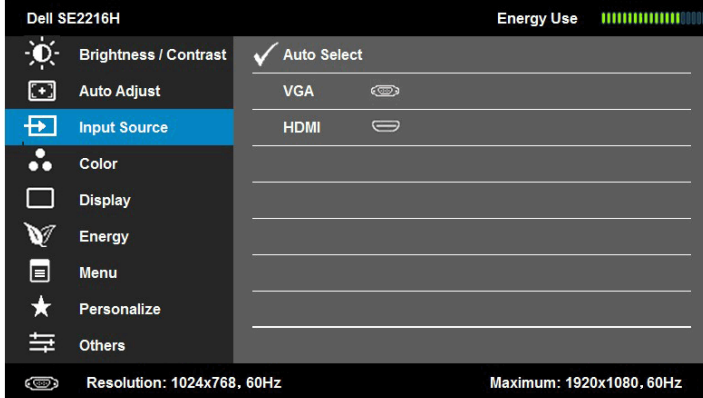 Dell SE2216H Energy Use
Brightness / Contrast Auto Select
Auto Adjust VGA
Input Source HDMI
Color
Display
Energy
Menu
Personalize
Others
Resolution: 1024x768, 60Hz Maximum: 1920x1080, 60Hz